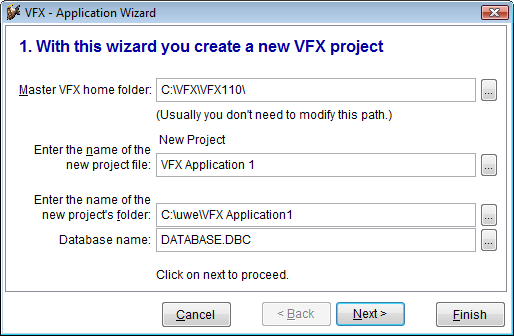 VFX - Application Wizard
1. With this wizard you create a new VFX project
Master VFX home folder: C:\VFX\VFX110\ ...
(Usually you don't need to modify this path.)
New Project
Enter the name of the
new project file: VFX Application 1 ...
Enter the name of the
new project's folder: C:\uwe\VFX Application1 ...
Database name: DATABASE.DBC ...
Click on next to proceed.
Cancel < Back Next > Finish